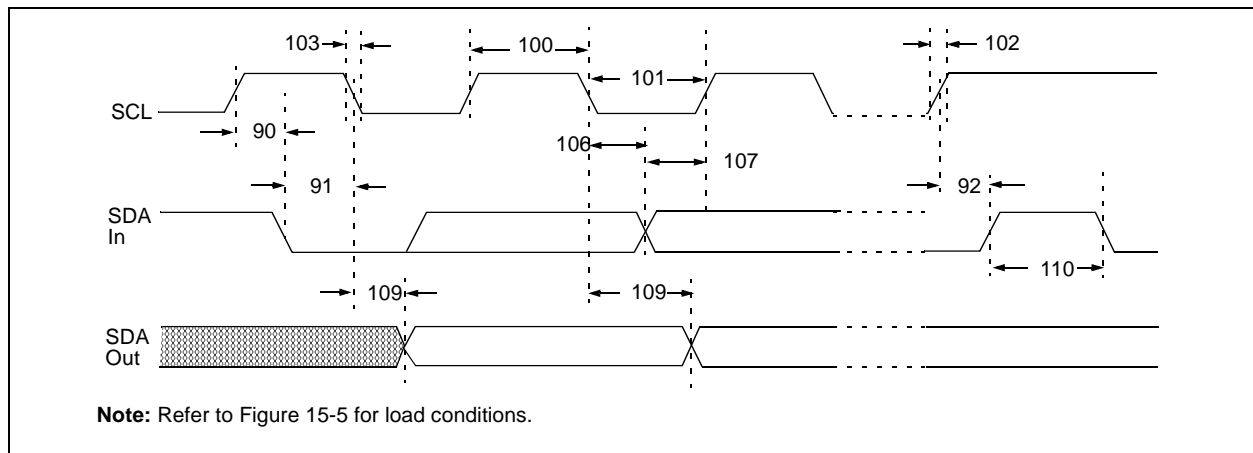 103
100
102
101
SCL
90
106
107
91
92
SDA
In
110
109
109
SDA
Out
Note: Refer to Figure 15-5 for load conditions.